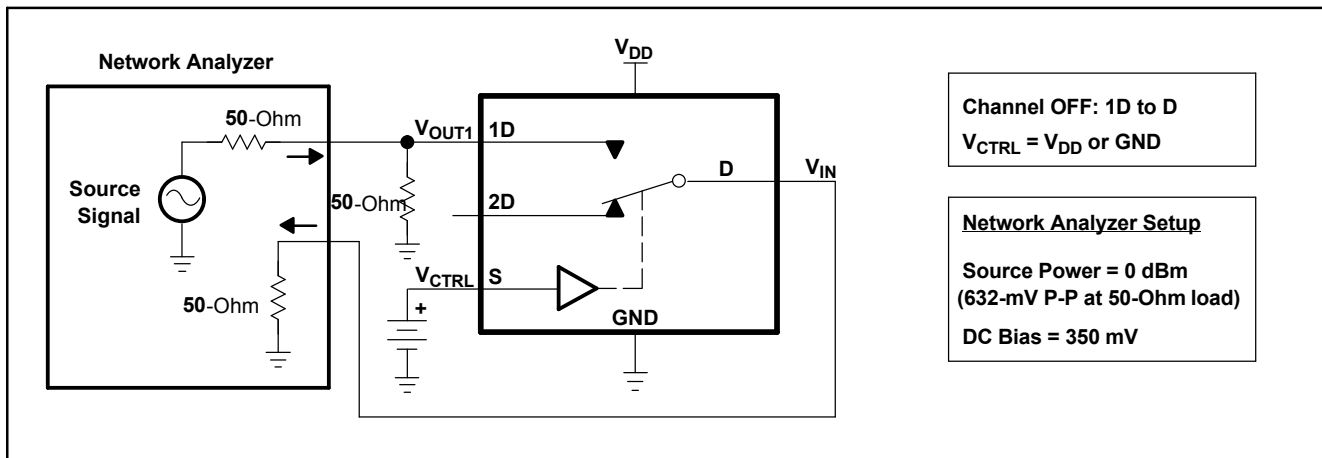 Network Analyzer
50-Ohm
Source
Signal
50-Ohm
50-Ohm
VDD
VOUT1 1D
2D
D
VIN
VCTRL S
+
GND
Channel OFF: 1D to D
VCTRL = VDD or GND
Network Analyzer Setup
Source Power = 0 dBm
(632-mV P-P at 50-Ohm load)
DC Bias = 350 mV